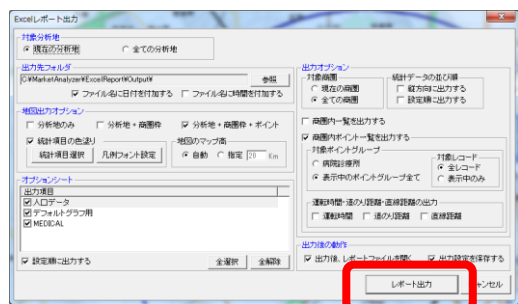 Excelレポート出力
対象分析地
現在の分析地
全ての分析地
出力先フォルダ
C:¥MarketAnalyzer¥ExcelReport¥Output¥
参照
ファイル名に日付を付加する
ファイル名に時間を付加する
地図出力オプション
分析地のみ
分析地 + 商圏枠
分析地 + 商圏枠 + ポイント
統計項目の色塗り
統計項目選択
凡例フォント設定
地図のマップ高
自動
指定
20
Km
オプションシート
出力項目
人口データ
デフォルトグラフ用
MEDICAL
設定順に出力する
全選択
全解除
出力オプション
対象商圏
現在の商圏
全ての商圏
統計データの並び順
縦方向に出力する
設定順に出力する
商圏内一覧を出力する
商圏内ポイント一覧を出力する
対象ポイントグループ
病院診療所
表示中のポイントグループ全て
対象レコード
全レコード
表示中のみ
運転時間・道のり距離・直線距離の出力
運転時間
道のり距離
直線距離
出力後の動作
出力後、レポートファイルを開く
出力設定を保存する
レポート出力
ャンセル